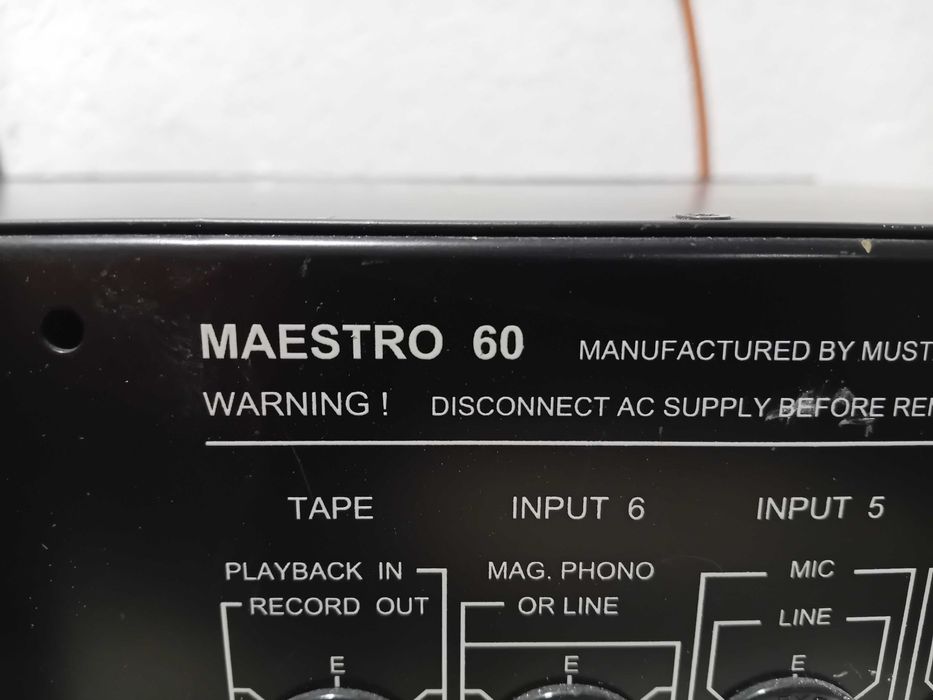 MAESTRO 60
MANUFACTURED BY MUST
WARNING ! DISCONNECT AC SUPPLY BEFORE REM
TAPE INPUT 6 INPUT 5
PLAYBACK IN MAG. PHONO MIC
RECORD OUT OR LINE LINE
E E E